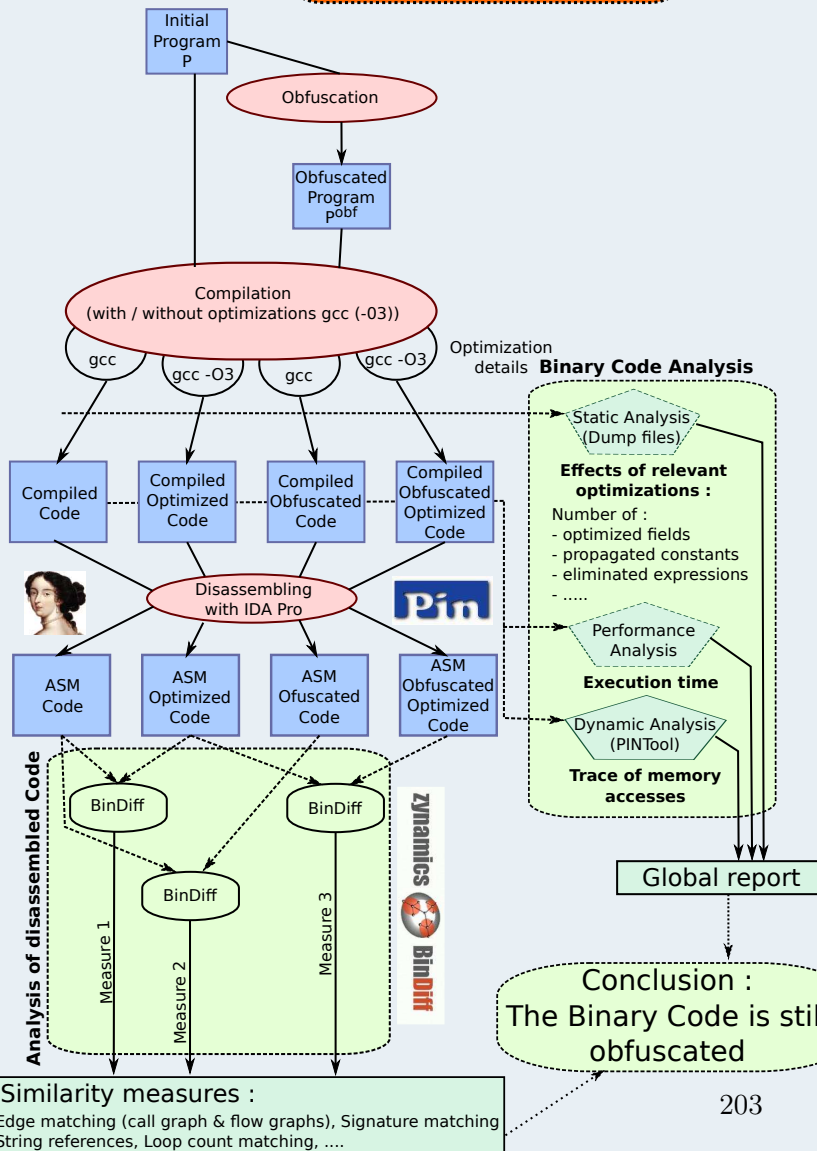 Initial
Program
P
Obfuscation
Obfuscated
Program
Pobf
Compilation
(with / without optimizations gcc (-03))
gcc
gcc -O3
gcc
gcc -O3
Optimization
details
Binary Code Analysis
Static Analysis
(Dump files)
Effects of relevant
optimizations :
Number of :
- optimized fields
- propagated constants
- eliminated expressions
- .....
Compiled
Code
Compiled
Optimized
Code
Compiled
Obfuscated
Code
Compiled
Obfuscated
Optimized
Code
Disassembling
with IDA Pro
Pin
Performance
Analysis
Execution time
ASM
Code
ASM
Optimized
Code
ASM
Ofuscated
Code
ASM
Obfuscated
Optimized
Code
Dynamic Analysis
(PINTool)
Trace of memory
accesses
Analysis of disassembled Code
BinDiff
BinDiff
BinDiff
Measure 1
Measure 2
Measure 3
zynamics BinDiff
Global report
Conclusion :
The Binary Code is stil
obfuscated
Similarity measures :
Edge matching (call graph & flow graphs), Signature matching
String references, Loop count matching, ....
203